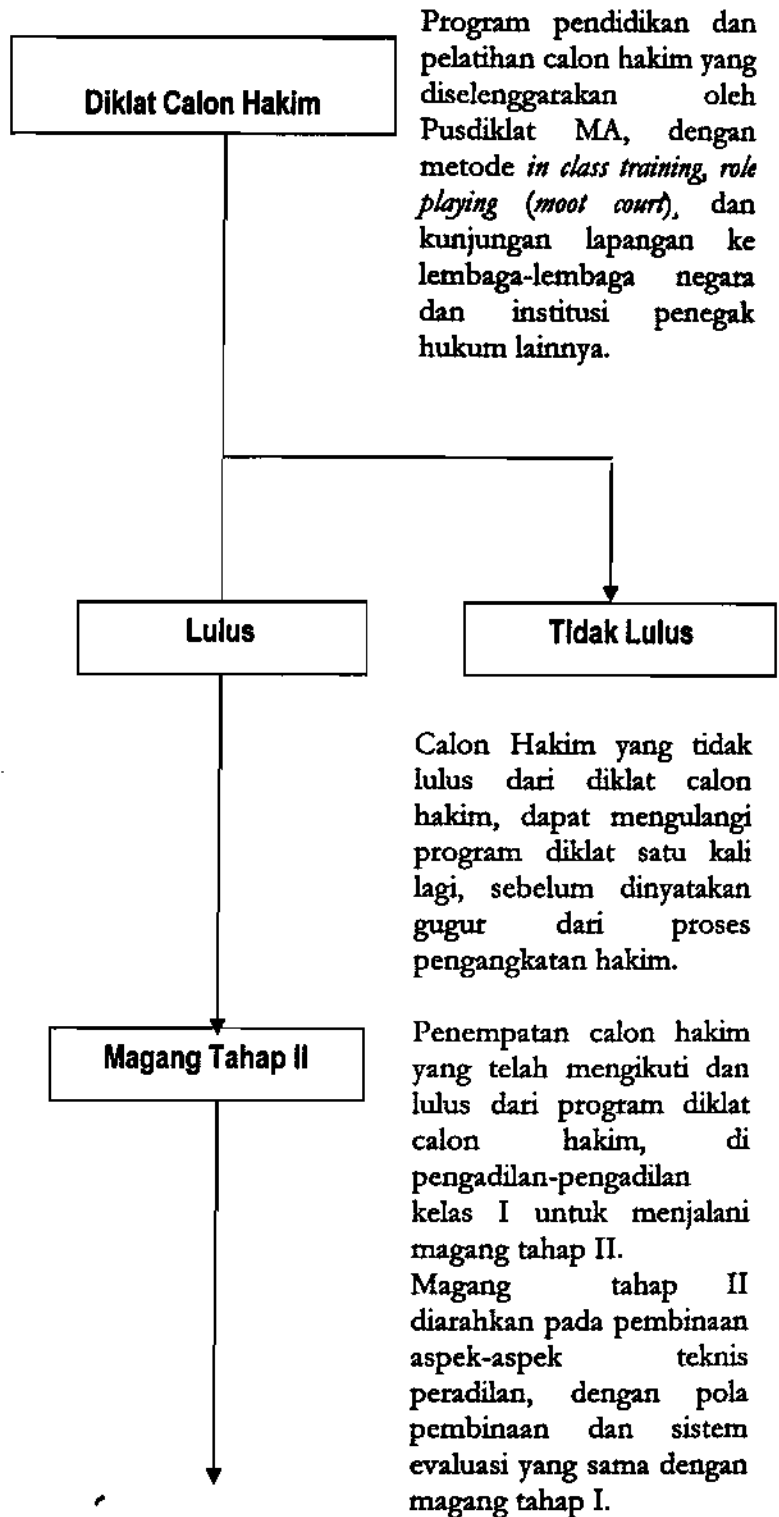 Program pendidikan dan
pelatihan calon hakim yang
diselenggarakan oleh
Pusdiklat MA, dengan
metode in class training, role
playing (moot court), dan
kunjungan lapangan ke
lembaga-lembaga negara
dan institusi penegak
hukum lainnya.
Diklat Calon Hakim
Lulus
Tidak Lulus
Calon Hakim yang tidak
lulus dari diklat calon
hakim, dapat mengulangi
program diklat satu kali
lagi, sebelum dinyatakan
gugur dari proses
pengangkatan hakim.
Magang Tahap II
Penempatan calon hakim
yang telah mengikuti dan
lulus dari program diklat
calon hakim, di
pengadilan-pengadilan
kelas I untuk menjalani
magang tahap II.
Magang tahap II
diarahkan pada pembinaan
aspek-aspek teknis
peradilan, dengan pola
pembinaan dan sistem
evaluasi yang sama dengan
magang tahap I.